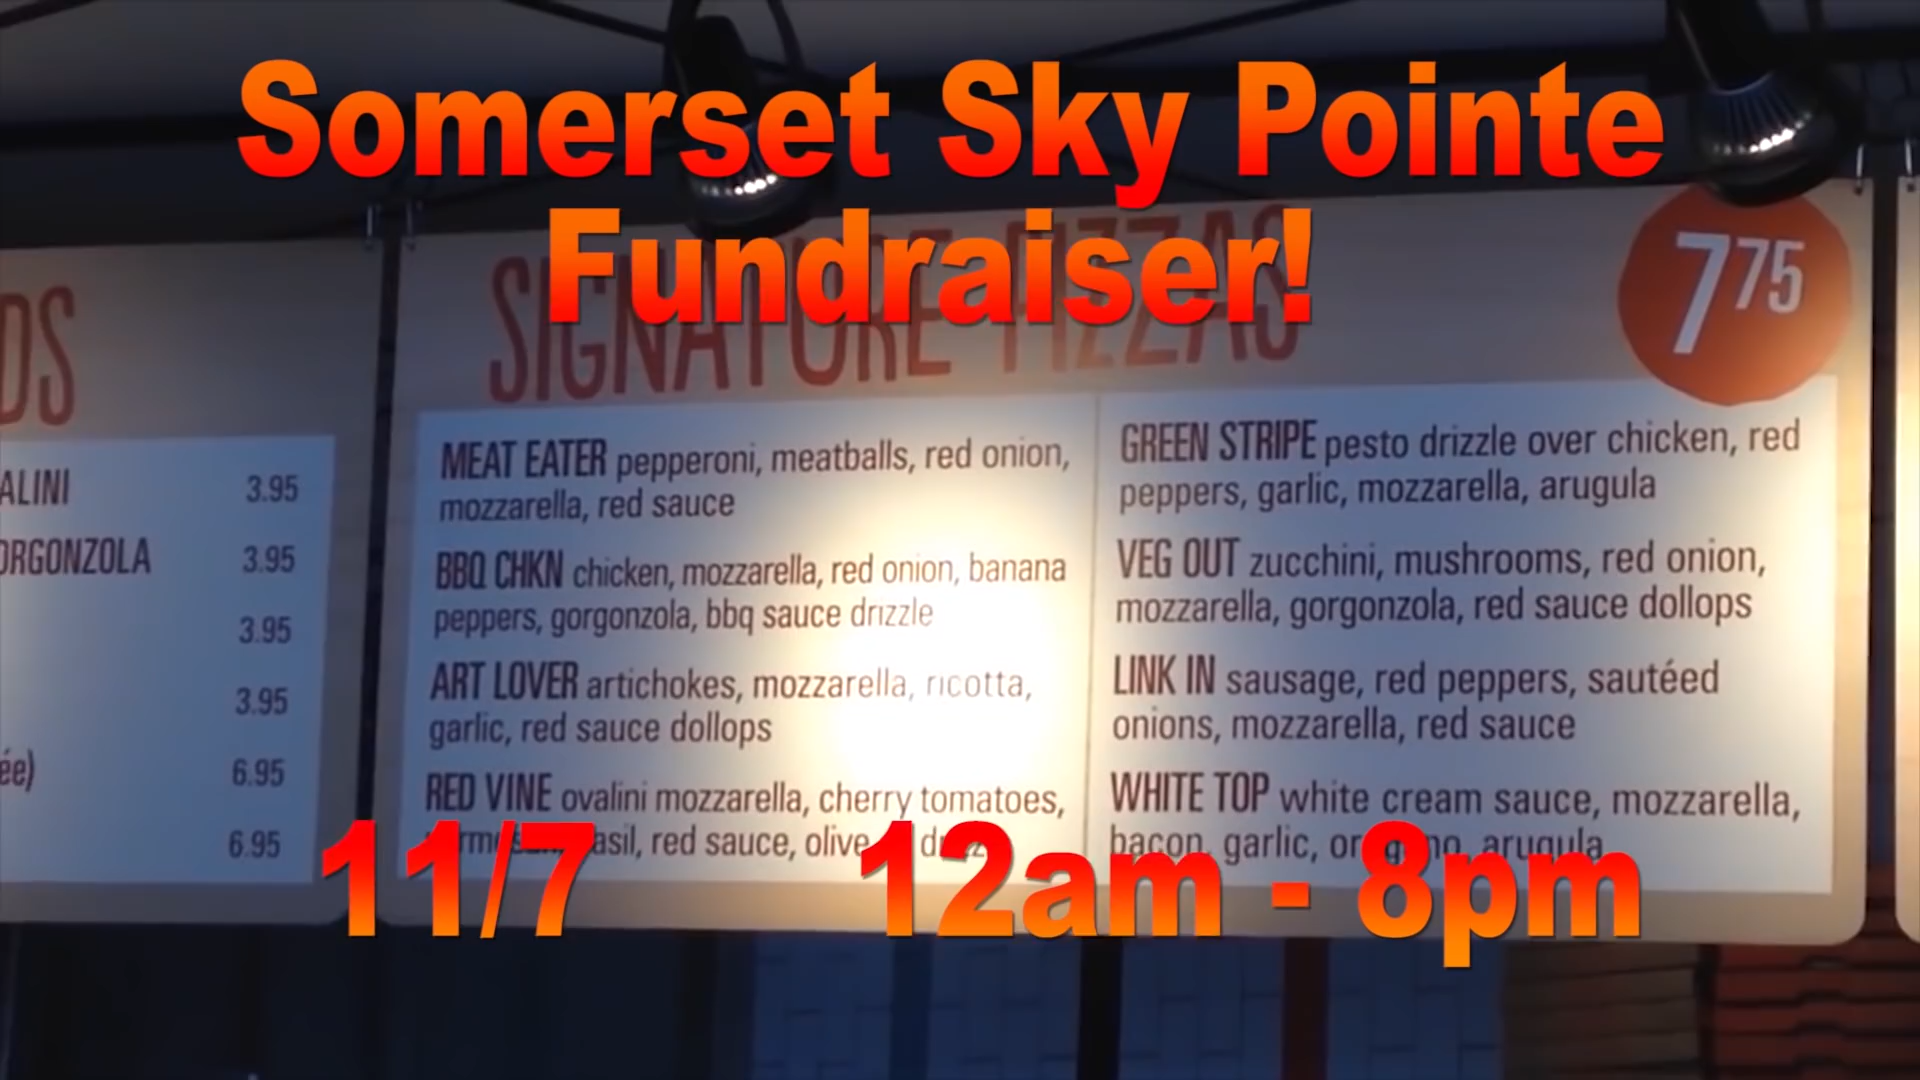 Somerset Sky Pointe
Fundraiser!
SIGNATURE PIZZAS
7 75
DS
ALINI 3.95
ORGONZOLA 3.95
3.95
3.95
ée) 6.95
6.95
MEAT EATER pepperoni, meatballs, red onion,
mozzarella, red sauce
BBQ CHKN chicken, mozzarella, red onion, banana
peppers, gorgonzola, bbq sauce drizzle
ART LOVER artichokes, mozzarella, ricotta,
garlic, red sauce dollops
RED VINE ovalini mozzarella, cherry tomatoes,
red sauce, olive
GREEN STRIPE pesto drizzle over chicken, red
peppers, garlic, mozzarella, arugula
VEG OUT zucchini, mushrooms, red onion,
mozzarella, gorgonzola, red sauce dollops
LINK IN sausage, red peppers, sautéed
onions, mozzarella, red sauce
WHITE TOP white cream sauce, mozzarella,
bacon, garlic, arugula
11/7 12am - 8pm